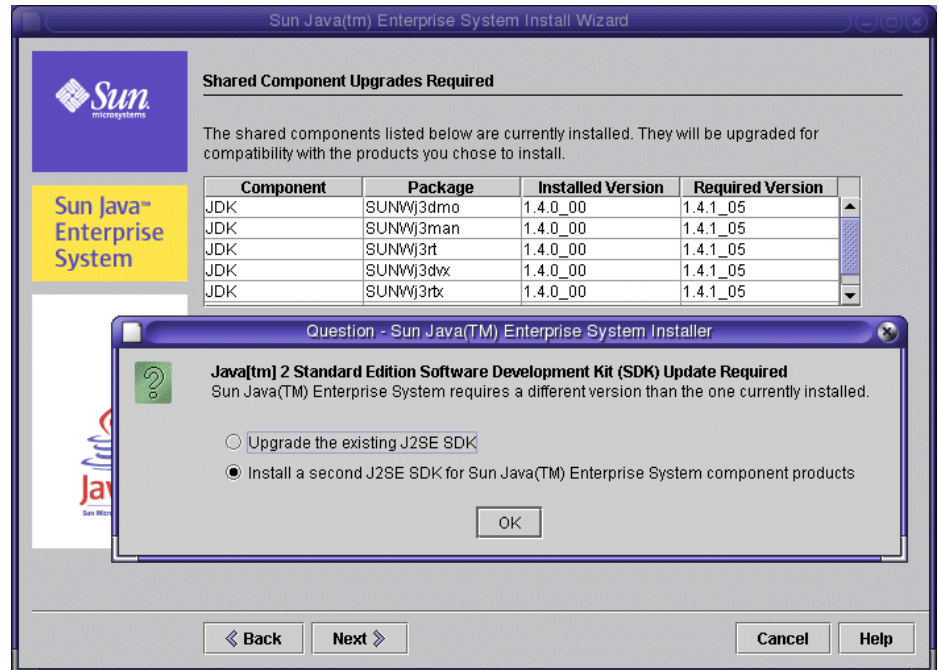 Sun Java(tm) Enterprise System Install Wizard
Sun
microsystems
Sun Java™
Enterprise
System
Shared Component Upgrades Required
The shared components listed below are currently installed. They will be upgraded for
compatibility with the products you chose to install.
Component Package Installed Version Required Version
JDK SUNWj3dmo 1.4.0_00 1.4.1_05
JDK SUNWj3man 1.4.0_00 1.4.1_05
JDK SUNWj3rt 1.4.0_00 1.4.1_05
JDK SUNWj3dvx 1.4.0_00 1.4.1_05
JDK SUNWj3rtx 1.4.0_00 1.4.1_05
Question - Sun Java(TM) Enterprise System Installer
Java[tm] 2 Standard Edition Software Development Kit (SDK) Update Required
Sun Java(TM) Enterprise System requires a different version than the one currently installed.
Upgrade the existing J2SE SDK
Install a second J2SE SDK for Sun Java(TM) Enterprise System component products
OK
Back Next Cancel Help